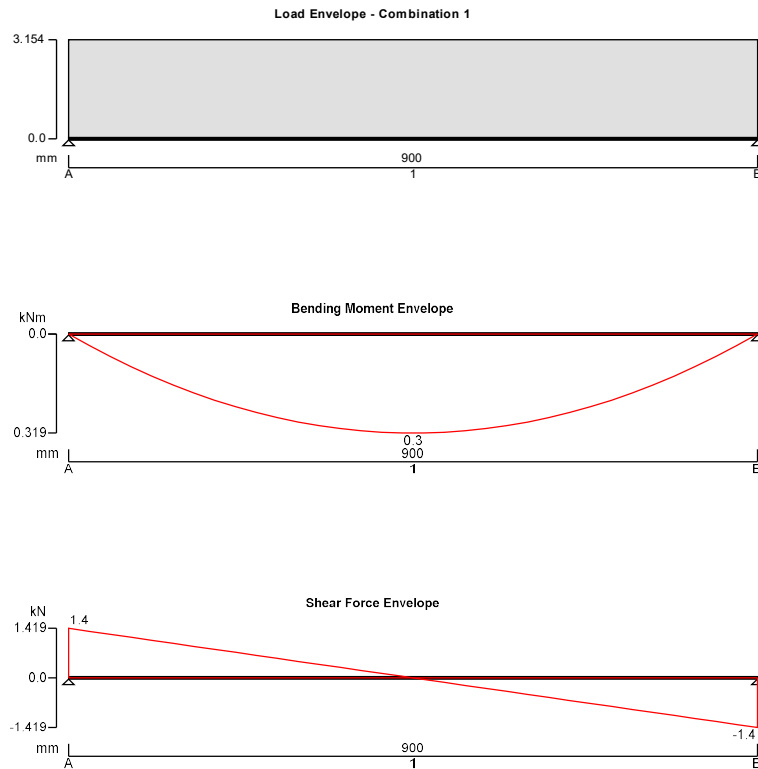 Load Envelope - Combination 1
3.154
0.0
mm
900
A 1
Bending Moment Envelope
kNm
0.0
0.319
0.3
mm 900
A 1
Shear Force Envelope
kN
1.419
1.4
0.0
-1.419
-1.4
mm 900
A 1